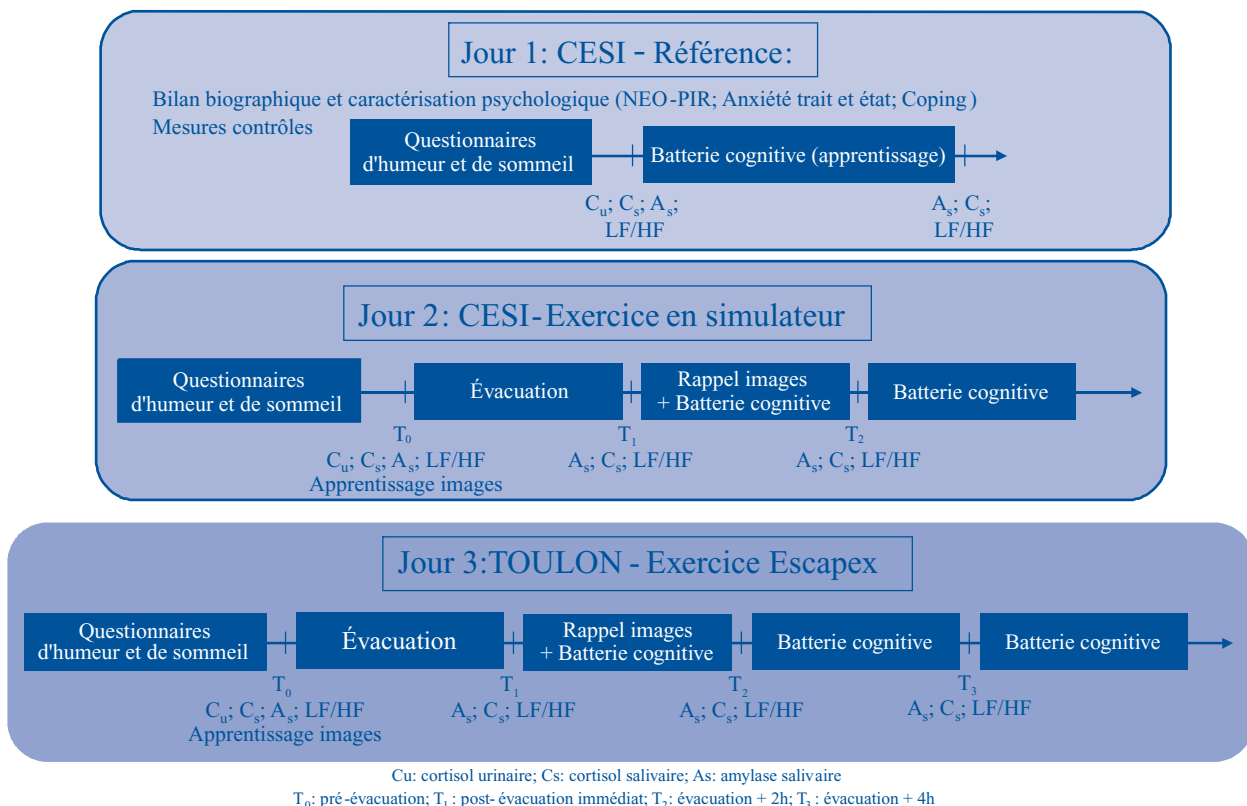 Jour 1: CESI - Référence:
Bilan biographique et caractérisation psychologique (NEO-PIR; Anxiété trait et état; Coping)
Mesures contrôles
Questionnaires
d'humeur et de sommeil
Batterie cognitive (apprentissage)
Cu; Cs; As;
LF/HF
As; Cs;
LF/HF
Jour 2: CESI-Exercice en simulateur
Questionnaires
d'humeur et de sommeil
Évacuation
Rappel images
+ Batterie cognitive
Batterie cognitive
T0
Cu; Cs; As; LF/HF
Apprentissage images
T1
As; Cs; LF/HF
T2
As; Cs; LF/HF
Jour 3:TOULON - Exercice Escapex
Questionnaires
d'humeur et de sommeil
Évacuation
Rappel images
+ Batterie cognitive
Batterie cognitive
Batterie cognitive
T0
Cu; Cs; As; LF/HF
Apprentissage images
T1
As; Cs; LF/HF
T2
As; Cs; LF/HF
T3
As; Cs; LF/HF
Cu: cortisol urinaire; Cs: cortisol salivaire; As: amylase salivaire
T0: pré-évacuation; T1: post-évacuation immédiat; T2: évacuation + 2h; T3: évacuation + 4h